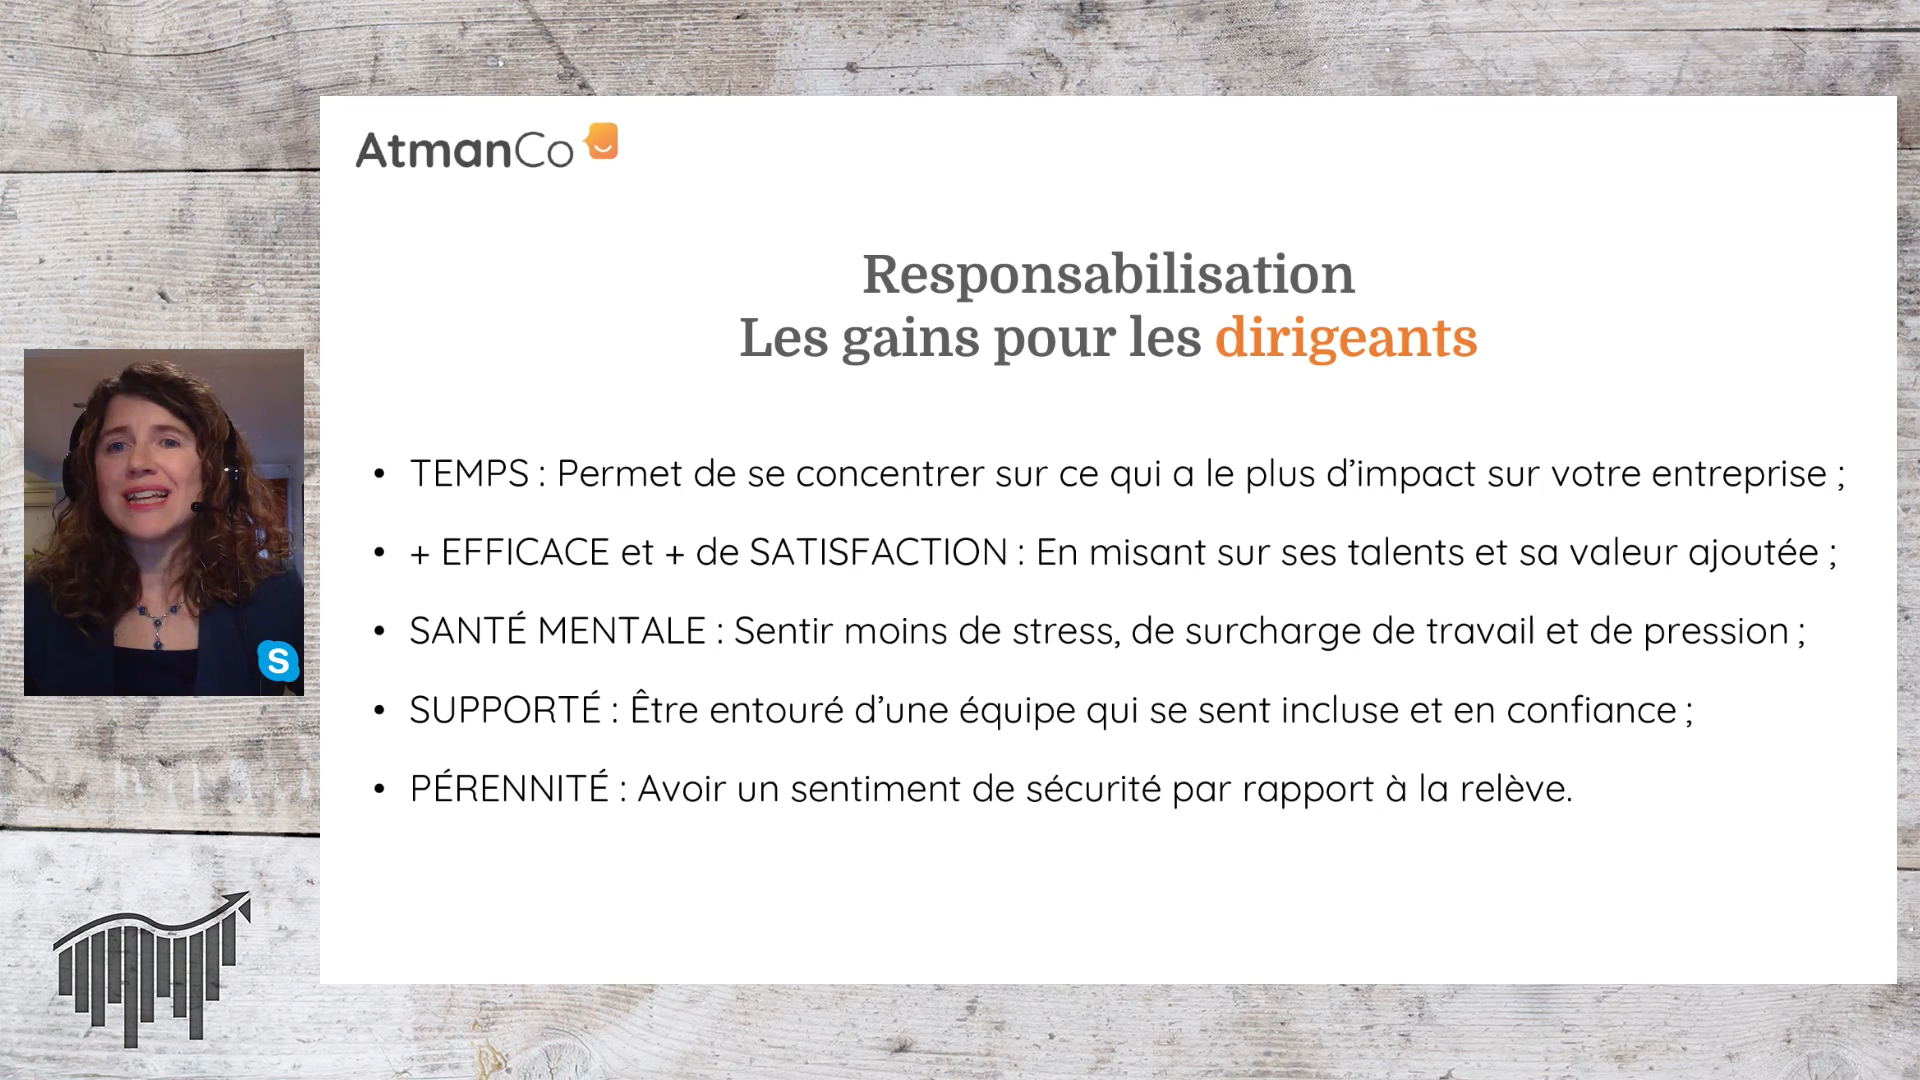 AtmanCo
Responsabilisation
Les gains pour les dirigeants
• TEMPS : Permet de se concentrer sur ce qui a le plus d’impact sur votre entreprise ;
• + EFFICACE et + de SATISFACTION : En misant sur ses talents et sa valeur ajoutée ;
• SANTÉ MENTALE : Sentir moins de stress, de surcharge de travail et de pression ;
• SUPPORTÉ : Être entouré d’une équipe qui se sent incluse et en confiance ;
• PÉRENNITÉ : Avoir un sentiment de sécurité par rapport à la relève.
S